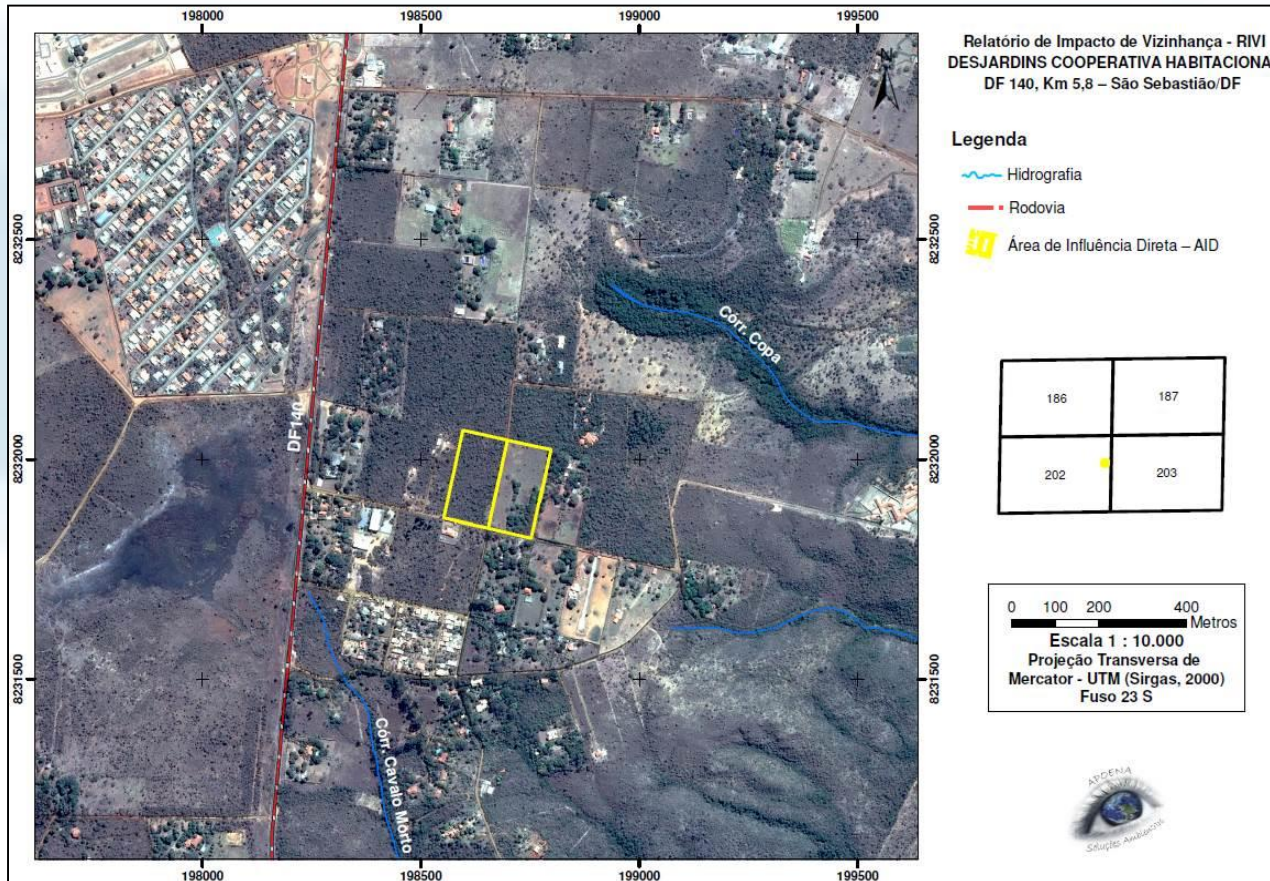 198000 198500 199000 199500
8232500
8232000
8231500
DF140
Córr. Copa
Córr. Cavalo Morto
8232500
8232000
8231500
198000 198500 199000 199500
Relatório de Impacto de Vizinhança - RIVI
DESJARDINS COOPERATIVA HABITACIONA
DF 140, Km 5,8 – São Sebastião/DF
N
Legenda
Hidrografia
Rodovia
Área de Influência Direta – AID
186 187
202 203
0 100 200 400
Metros
Escala 1 : 10.000
Projeção Transversa de
Mercator - UTM (Sirgas, 2000)
Fuso 23 S
APOENA
Soluções Ambientais